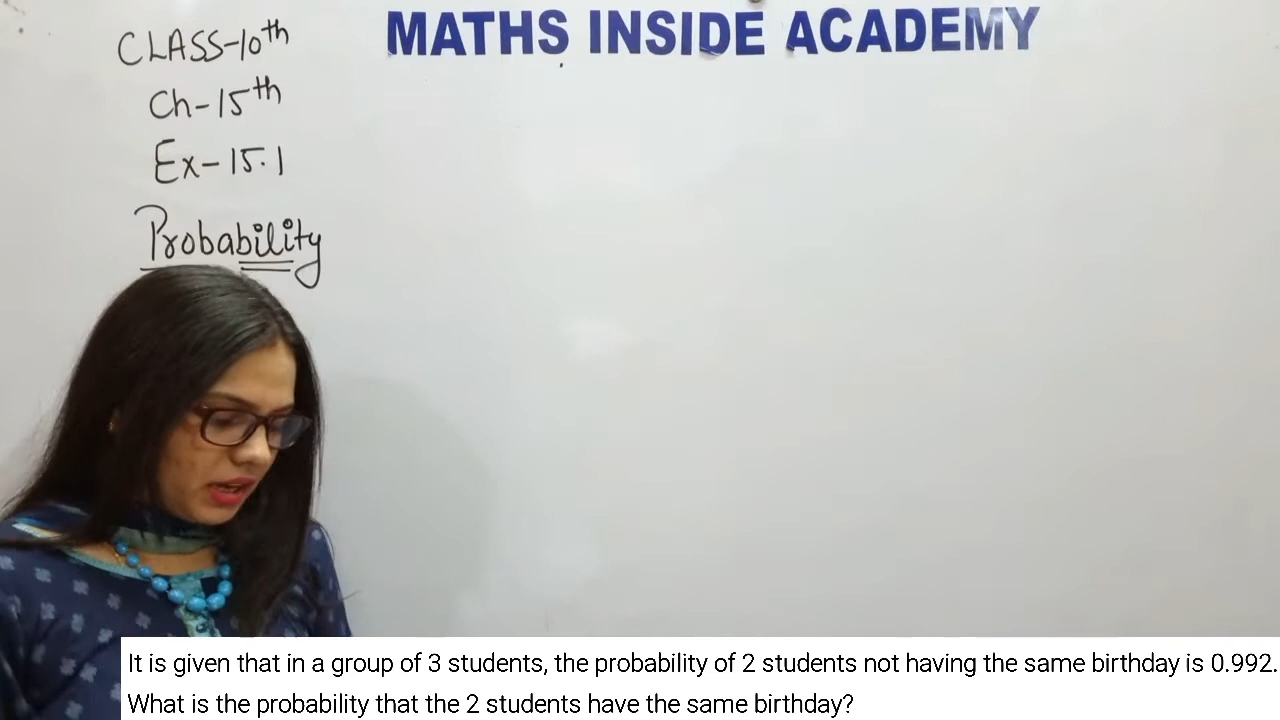 MATHS INSIDE ACADEMY
CLASS-10th
Ch-15th
Ex-15.1
Probability
It is given that in a group of 3 students, the probability of 2 students not having the same birthday is 0.992.
What is the probability that the 2 students have the same birthday?